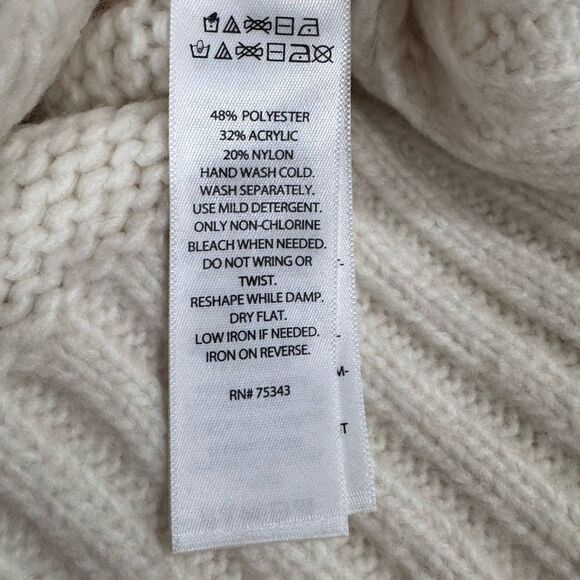 48% POLYESTER
32% ACRYLIC
20% NYLON
HAND WASH COLD.
WASH SEPARATELY.
USE MILD DETERGENT.
ONLY NON-CHLORINE
BLEACH WHEN NEEDED.
DO NOT WRING OR
TWIST.
RESHAPE WHILE DAMP.
DRY FLAT.
LOW IRON IF NEEDED.
IRON ON REVERSE.
RN# 75343